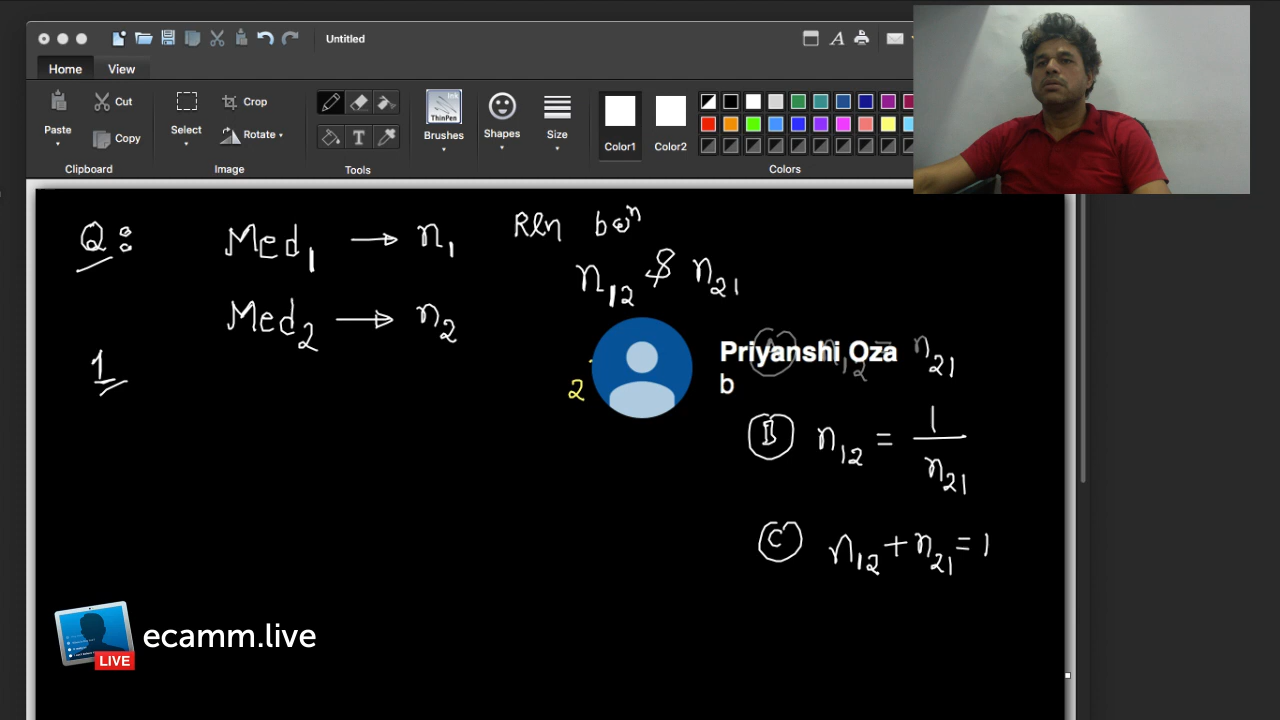 Untitled
Home View
Paste Cut Copy Select Crop Rotate Brushes Shapes Size Color1 Color2
ThinPen
Clipboard Image Tools Colors
Q: Med1 → n1 Rln bwn
n12 & n21
Med2 → n2
1
2
Priyanshi Oza
b
A n12 = n21
B n12 = 1/n21
C n12 + n21 = 1
ecamm.live
LIVE